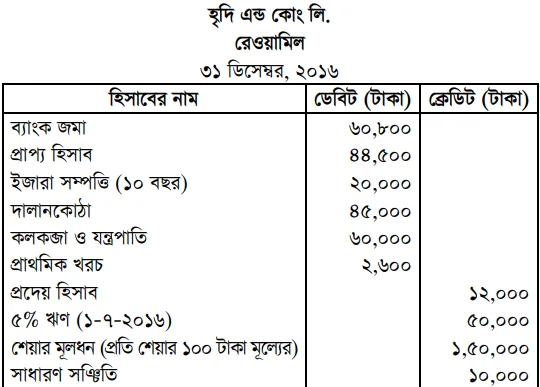 হৃদি এন্ড কোং লি.
রেওয়ামিল
৩১ ডিসেম্বর, ২০১৬
হিসাবের নাম ডেবিট (টাকা) ক্রেডিট (টাকা)
ব্যাংক জমা ৬০,৮০০
প্রাপ্য হিসাব ৪৪,৫০০
ইজারা সম্পত্তি (১০ বছর) ২০,০০০
দালানকোঠা ৪৫,০০০
কলকব্জা ও যন্ত্রপাতি ৬০,০০০
প্রাথমিক খরচ ২,৬০০
প্রদেয় হিসাব ১২,০০০
৫% ঋণ (১-৭-২০১৬) ৫০,০০০
শেয়ার মূলধন (প্রতি শেয়ার ১০০ টাকা মূল্যের) ১,৫০,০০০
সাধারণ সঞ্চিতি ১০,০০০